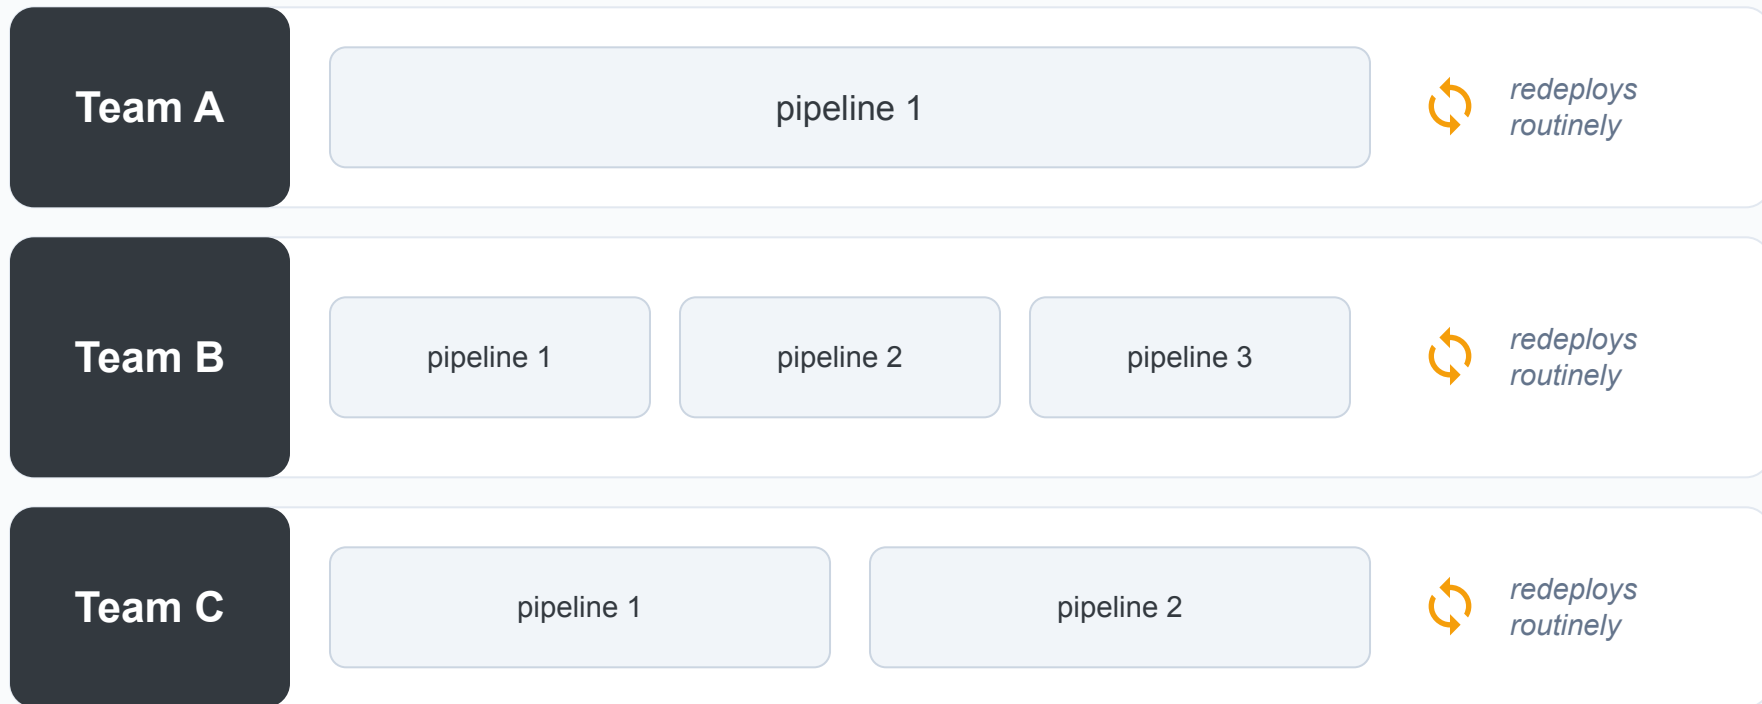 Team A
pipeline 1
redeploys
routinely
Team B
pipeline 1
pipeline 2
pipeline 3
redeploys
routinely
Team C
pipeline 1
pipeline 2
redeploys
routinely